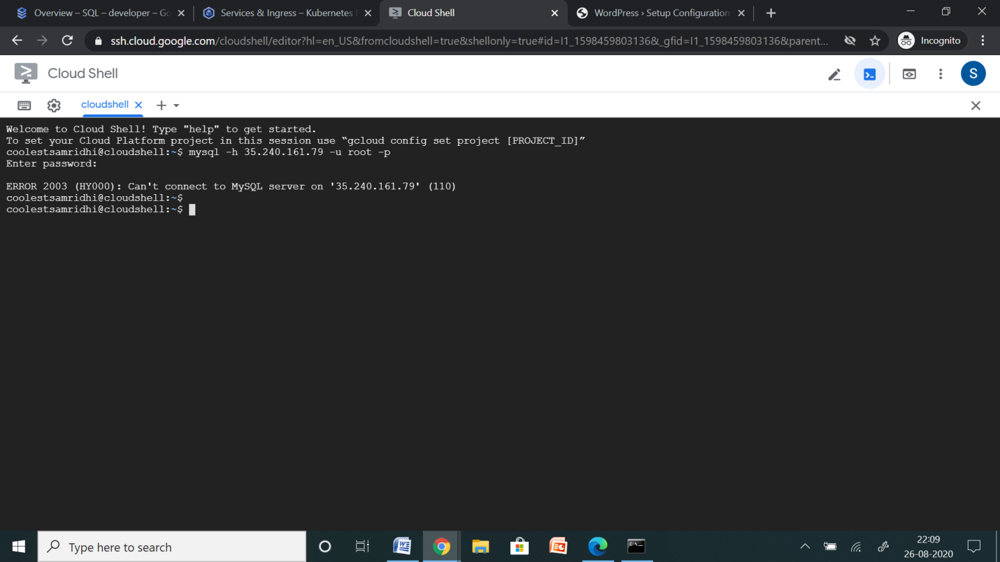 Overview – SQL – developer – Go
Services & Ingress – Kubernetes
Cloud Shell
WordPress › Setup Configuration
ssh.cloud.google.com/cloudshell/editor?hl=en_US&fromcloudshell=true&shellonly=true#id=I1_1598459803136&_gfid=I1_1598459803136&parent...
Incognito
Cloud Shell
S
cloudshell
Welcome to Cloud Shell! Type "help" to get started.
To set your Cloud Platform project in this session use “gcloud config set project [PROJECT_ID]”
coolestsamridhi@cloudshell:~$ mysql -h 35.240.161.79 -u root -p
Enter password:
ERROR 2003 (HY000): Can't connect to MySQL server on '35.240.161.79' (110)
coolestsamridhi@cloudshell:~$
coolestsamridhi@cloudshell:~$
Type here to search
22:09
26-08-2020